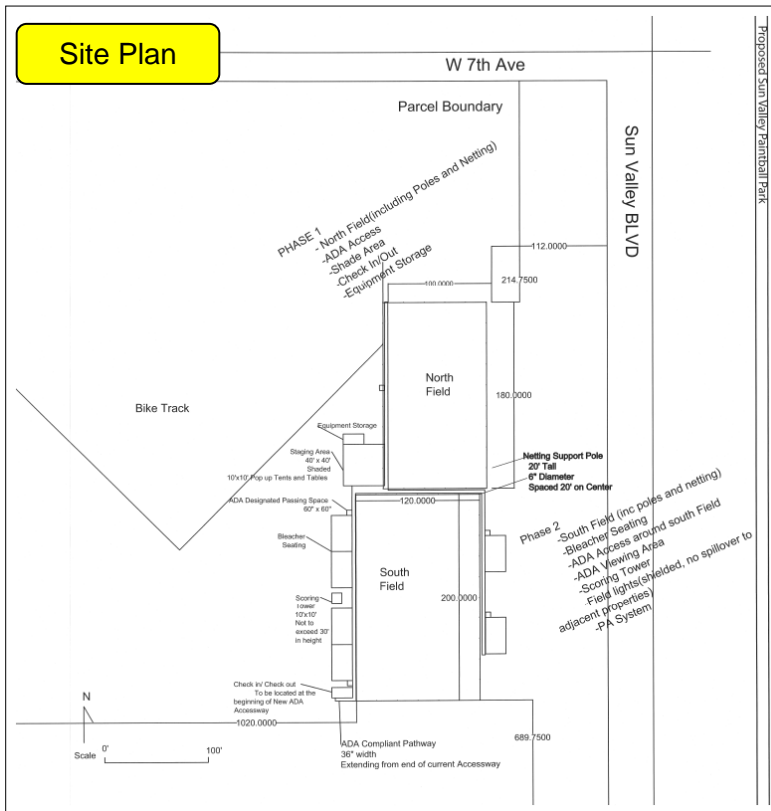 Site Plan
W 7th Ave
Parcel Boundary
Sun Valley BLVD
Proposed Sun Valley Paintball Park
PHASE 1
- North Field(including Poles and Netting)
-ADA Access
-Shade Area
-Check In/Out
-Equipment Storage
112.0000
214.7500
100.0000
North
Field
180.0000
Bike Track
Equipment Storage
Staging Area
40' x 40'
Shaded
10'x10' Pop up Tents and Tables
Netting Support Pole
20' Tall
6" Diameter
Spaced 20' on Center
ADA Designated Passing Space
60" x 60"
120.0000
Phase 2
-South Field (inc poles and netting)
-Bleacher Seating
-ADA Access around south Field
-ADA Viewing Area
-Scoring Tower
-Field lights(shielded, no spillover to
adjacent properties)
-PA System
Bleacher
Seating
South
Field
200.0000
Scoring
Tower
10'x10'
Not to
exceed 30'
in height
Check in/ Check out
To be located at the
beginning of New ADA
Accessway
N
1020.0000
Scale
0'
100'
ADA Compliant Pathway
36" width
Extending from end of current Accessway
689.7500